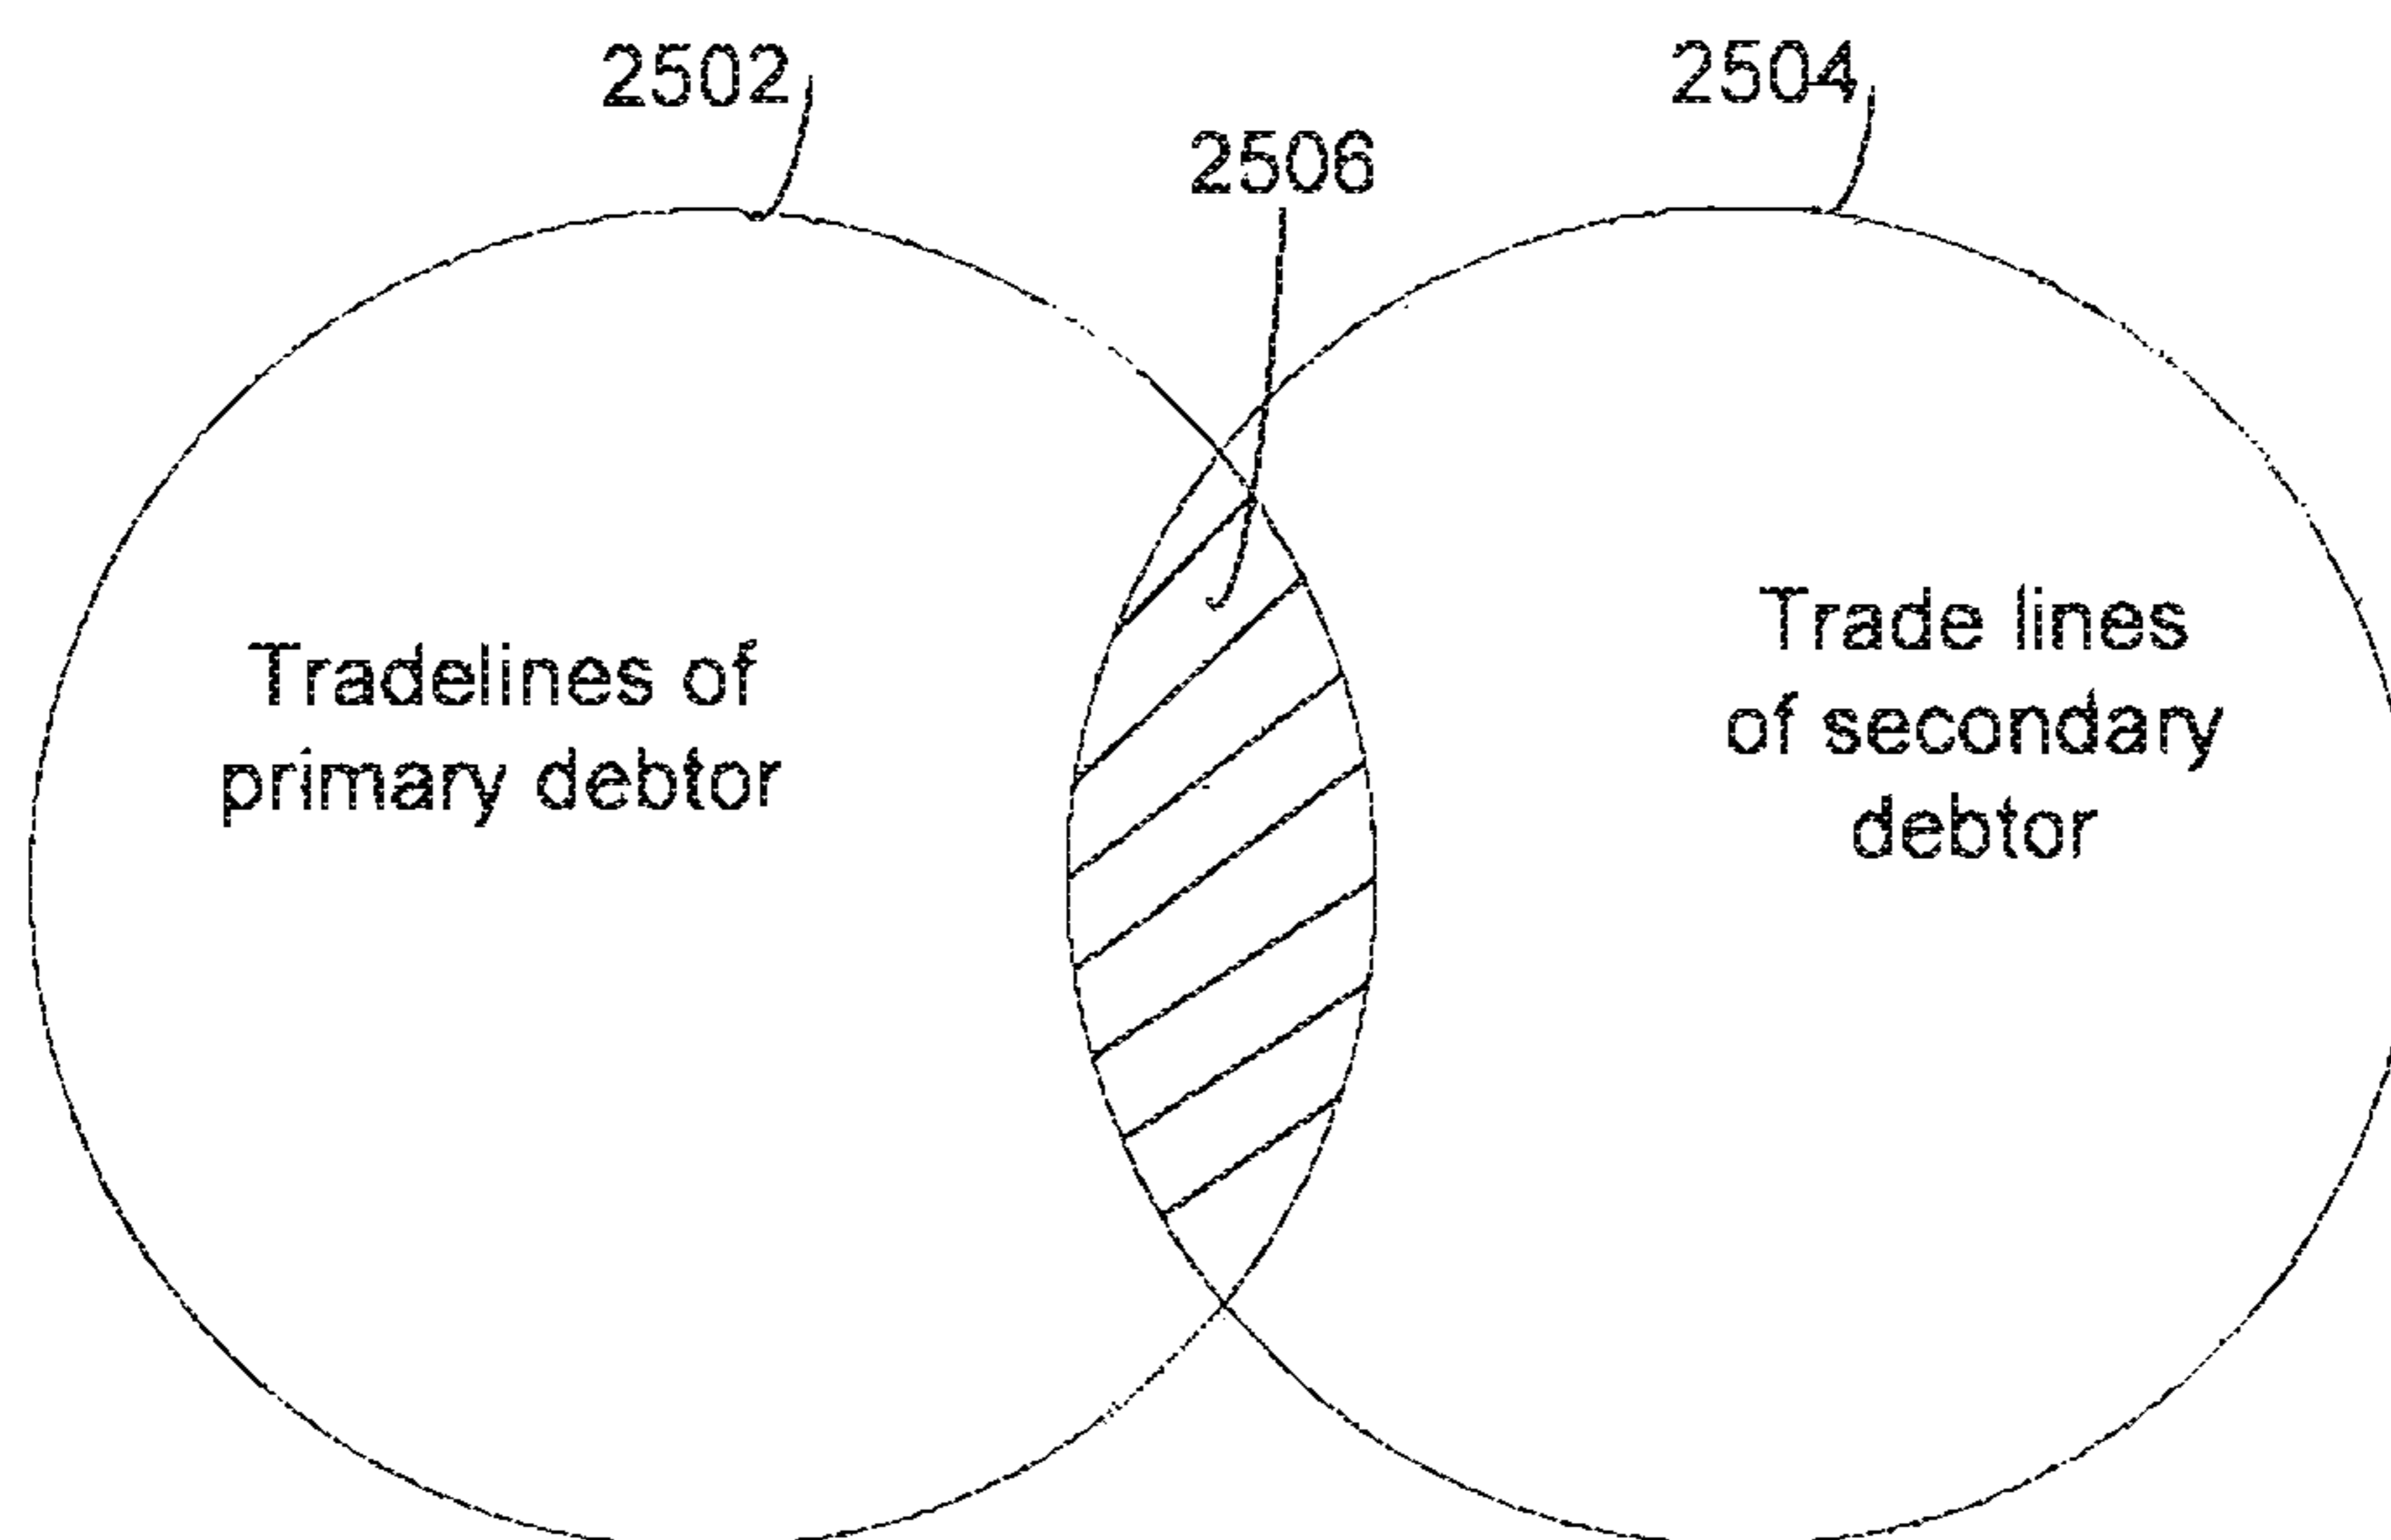 2502
2504
2506
Tradelines of
primary debtor
Trade lines
of secondary
debtor